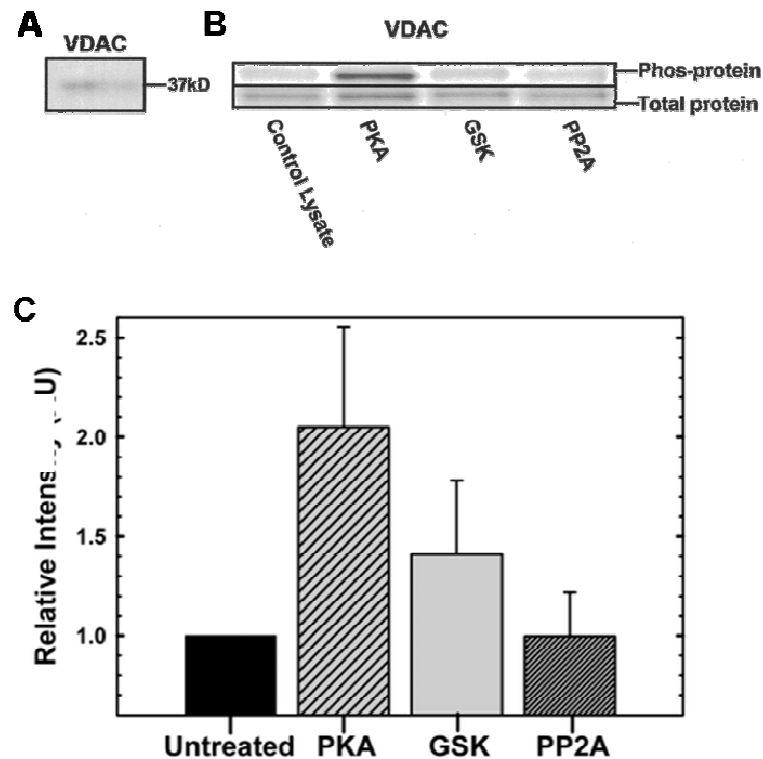 A
VDAC
37kD
B
VDAC
Phos-protein
Total protein
Control Lysate
PKA
GSK
PP2A
C
Relative
2.5
2.0
1.5
1.0
Untreated PKA GSK PP2A